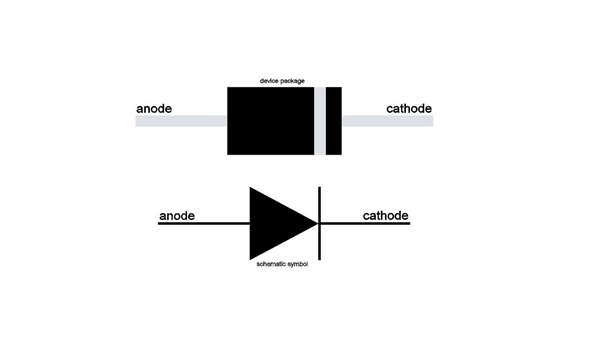 device package
anode
cathode
anode
cathode
schematic symbol